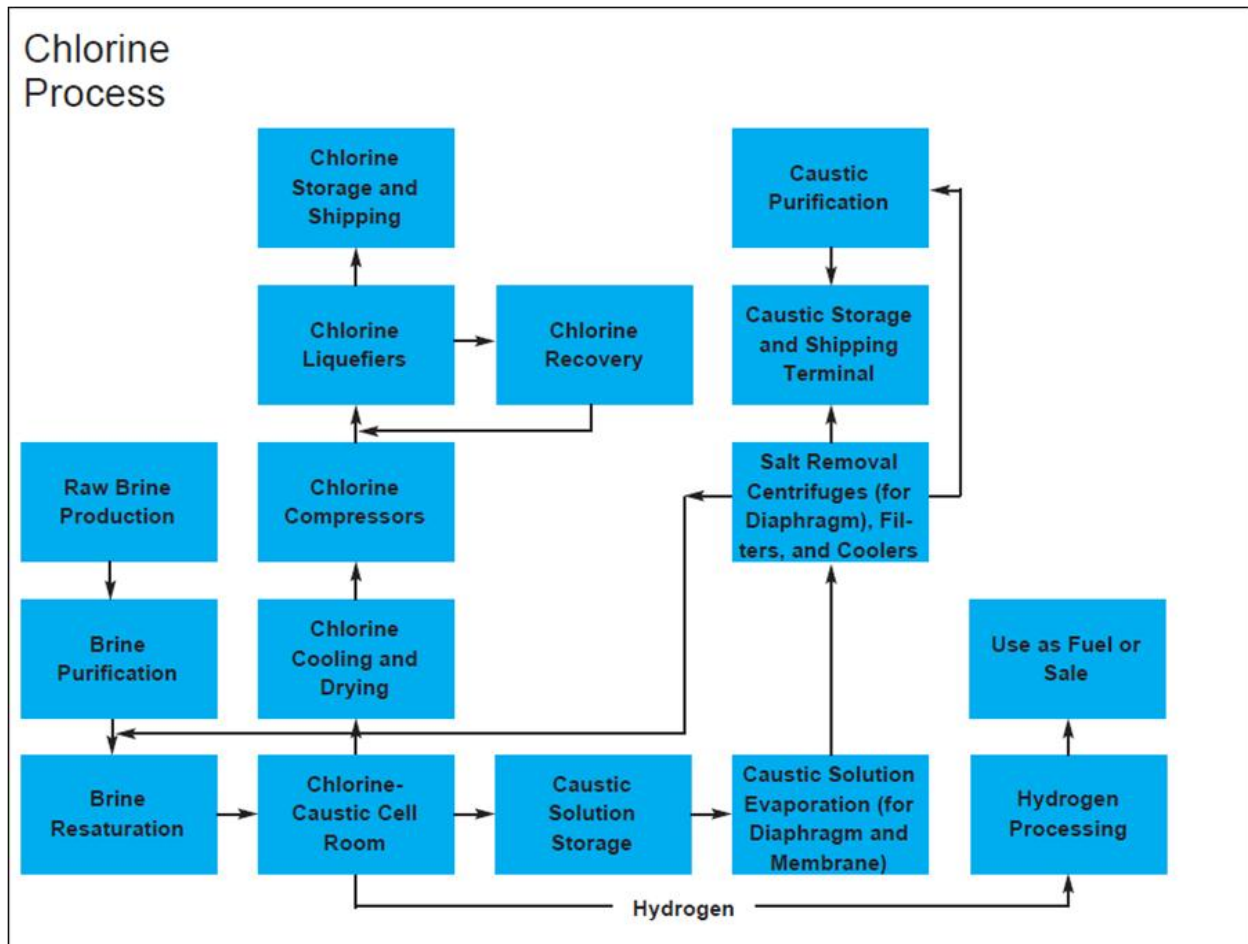 Chlorine
Process
Chlorine
Storage and
Shipping
Caustic
Purification
Chlorine
Liquefiers
Chlorine
Recovery
Caustic Storage
and Shipping
Terminal
Raw Brine
Production
Chlorine
Compressors
Salt Removal
Centrifuges (for
Diaphragm), Fil-
ters, and Coolers
Brine
Purification
Chlorine
Cooling and
Drying
Use as Fuel or
Sale
Brine
Resaturation
Chlorine-
Caustic Cell
Room
Caustic
Solution
Storage
Caustic Solution
Evaporation (for
Diaphragm and
Membrane)
Hydrogen
Processing
Hydrogen